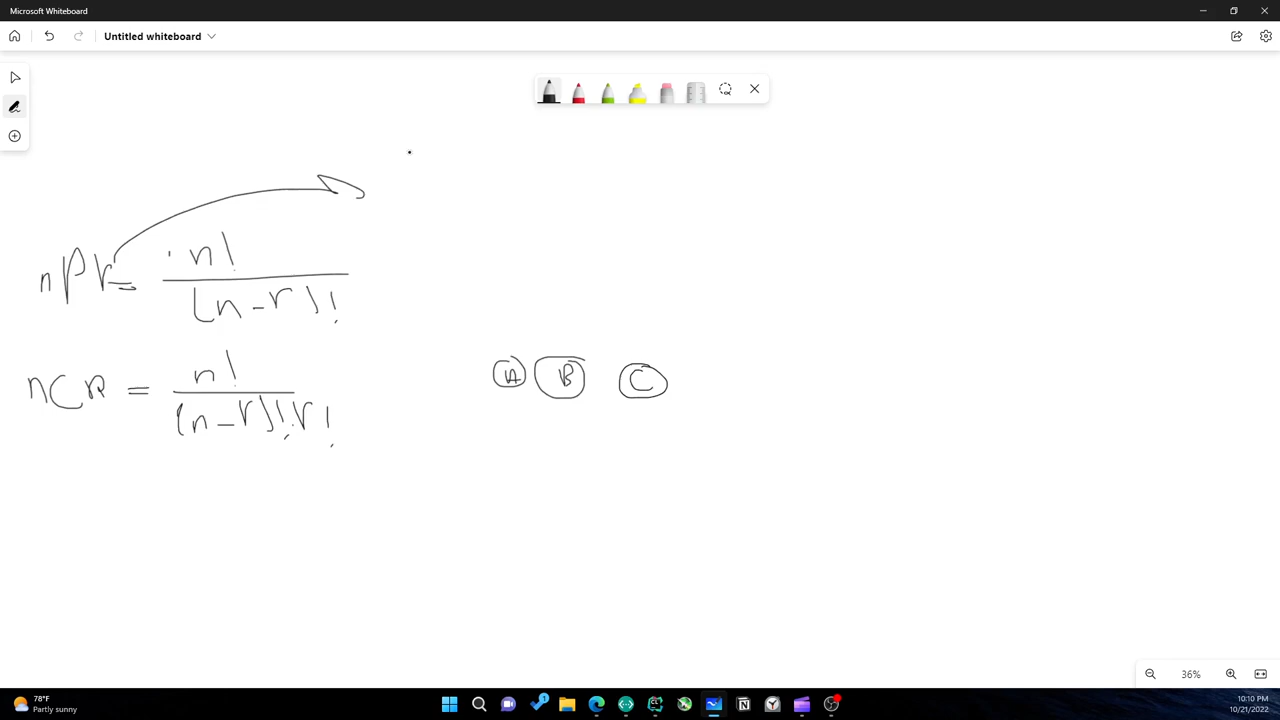 Microsoft Whiteboard
Untitled whiteboard
nPr = n!
(n-r)!
nCR = n!
(n-r)!r!
A B C
36%
78°F
Partly sunny
10:10 PM
10/21/2022